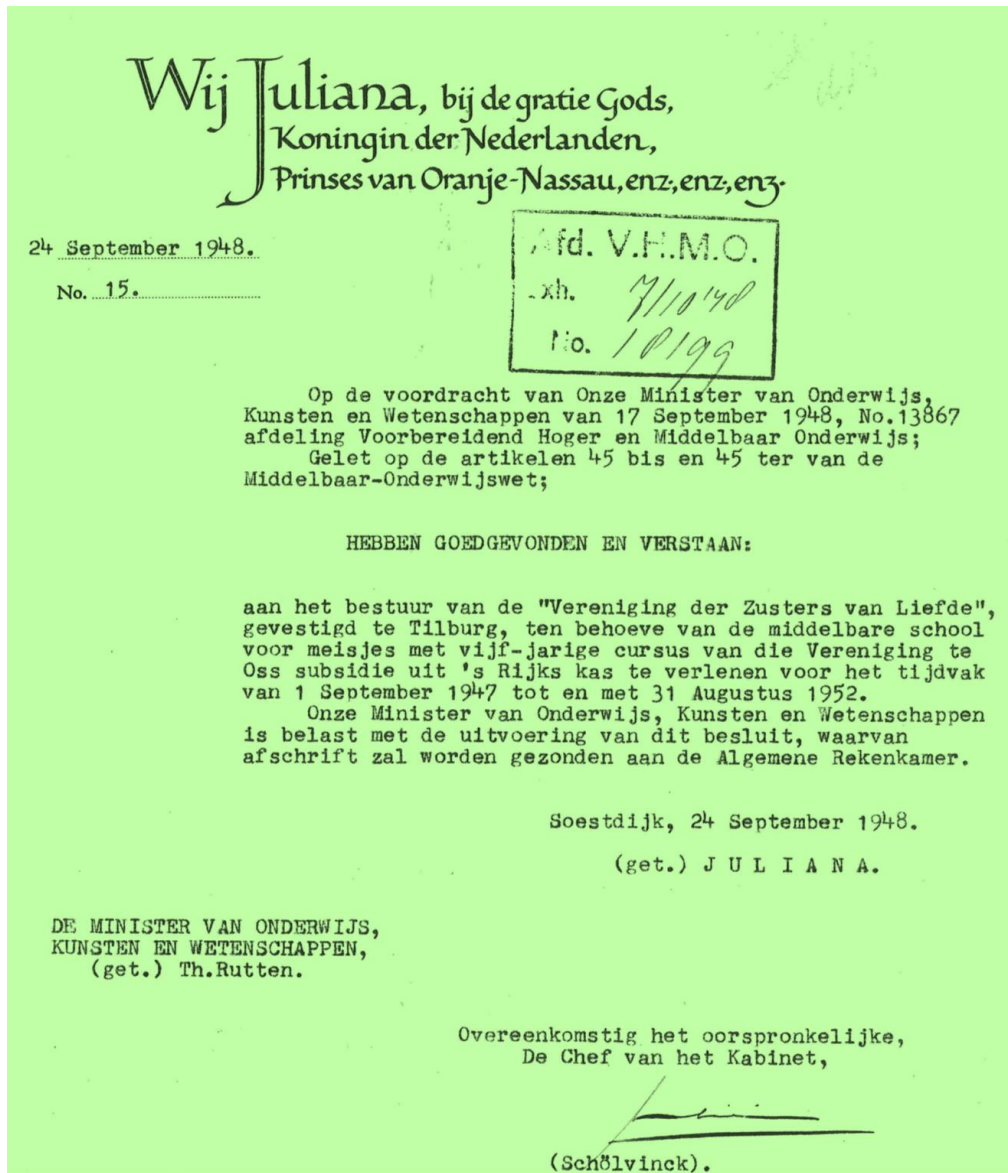 Wij Juliana, bij de gratie Gods,
Koningin der Nederlanden,
Prinses van Oranje-Nassau, enz., enz., enz.
24 September 1948.
No. 15.
Afd. V.H.M.O.
Exh. 7/10'48
No. 18199
Op de voordracht van Onze Minister van Onderwijs,
Kunsten en Wetenschappen van 17 September 1948, No.13867
afdeling Voorbereidend Hoger en Middelbaar Onderwijs;
Gelet op de artikelen 45 bis en 45 ter van de
Middelbaar-Onderwijswet;
HEBBEN GOEDGEVONDEN EN VERSTAAN:
aan het bestuur van de "Vereniging der Zusters van Liefde",
gevestigd te Tilburg, ten behoeve van de middelbare school
voor meisjes met vijf-jarige cursus van die Vereniging te
Oss subsidie uit 's Rijks kas te verlenen voor het tijdvak
van 1 September 1947 tot en met 31 Augustus 1952.
Onze Minister van Onderwijs, Kunsten en Wetenschappen
is belast met de uitvoering van dit besluit, waarvan
afschrift zal worden gezonden aan de Algemene Rekenkamer.
Soestdijk, 24 September 1948.
(get.) J U L I A N A.
DE MINISTER VAN ONDERWIJS,
KUNSTEN EN WETENSCHAPPEN,
(get.) Th.Rutten.
Overeenkomstig het oorspronkelijke,
De Chef van het Kabinet,
(Schölvinck).